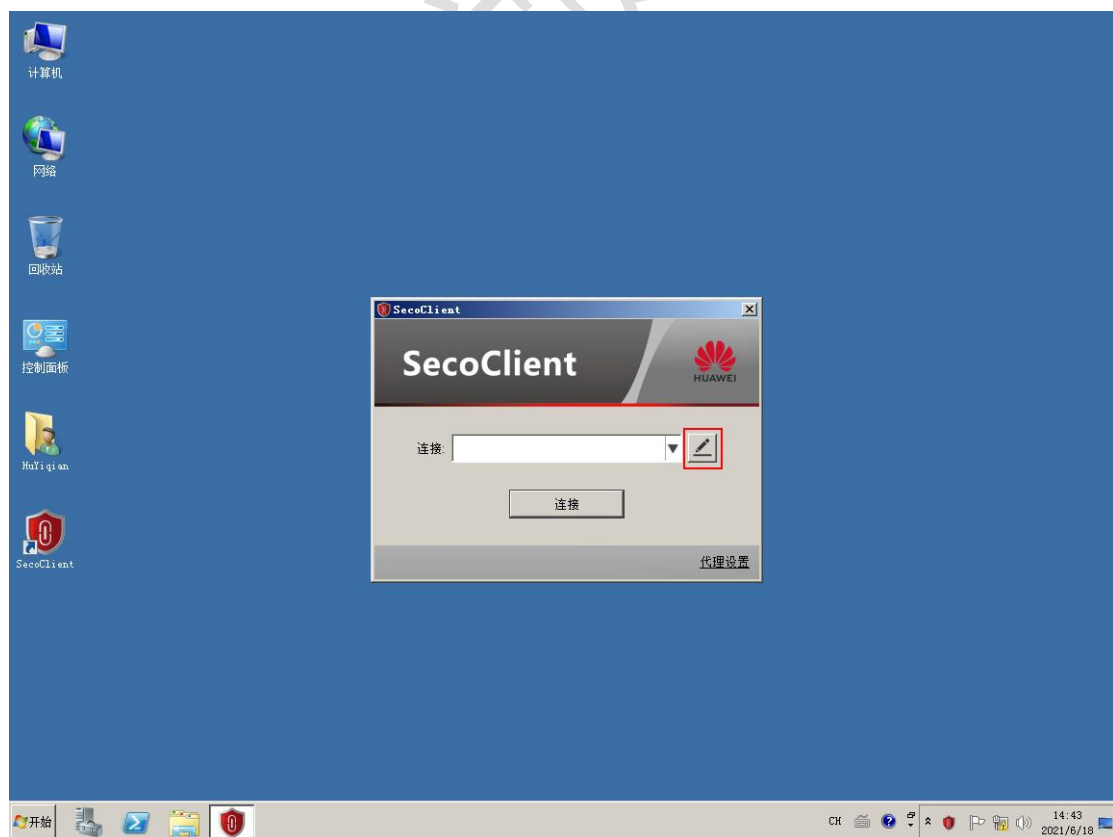 计算机
网络
回收站
控制面板
HuYiqian
SecoClient
SecoClient
SecoClient
HUAWEI
连接:
连接
代理设置
开始
CH
14:43
2021/6/18